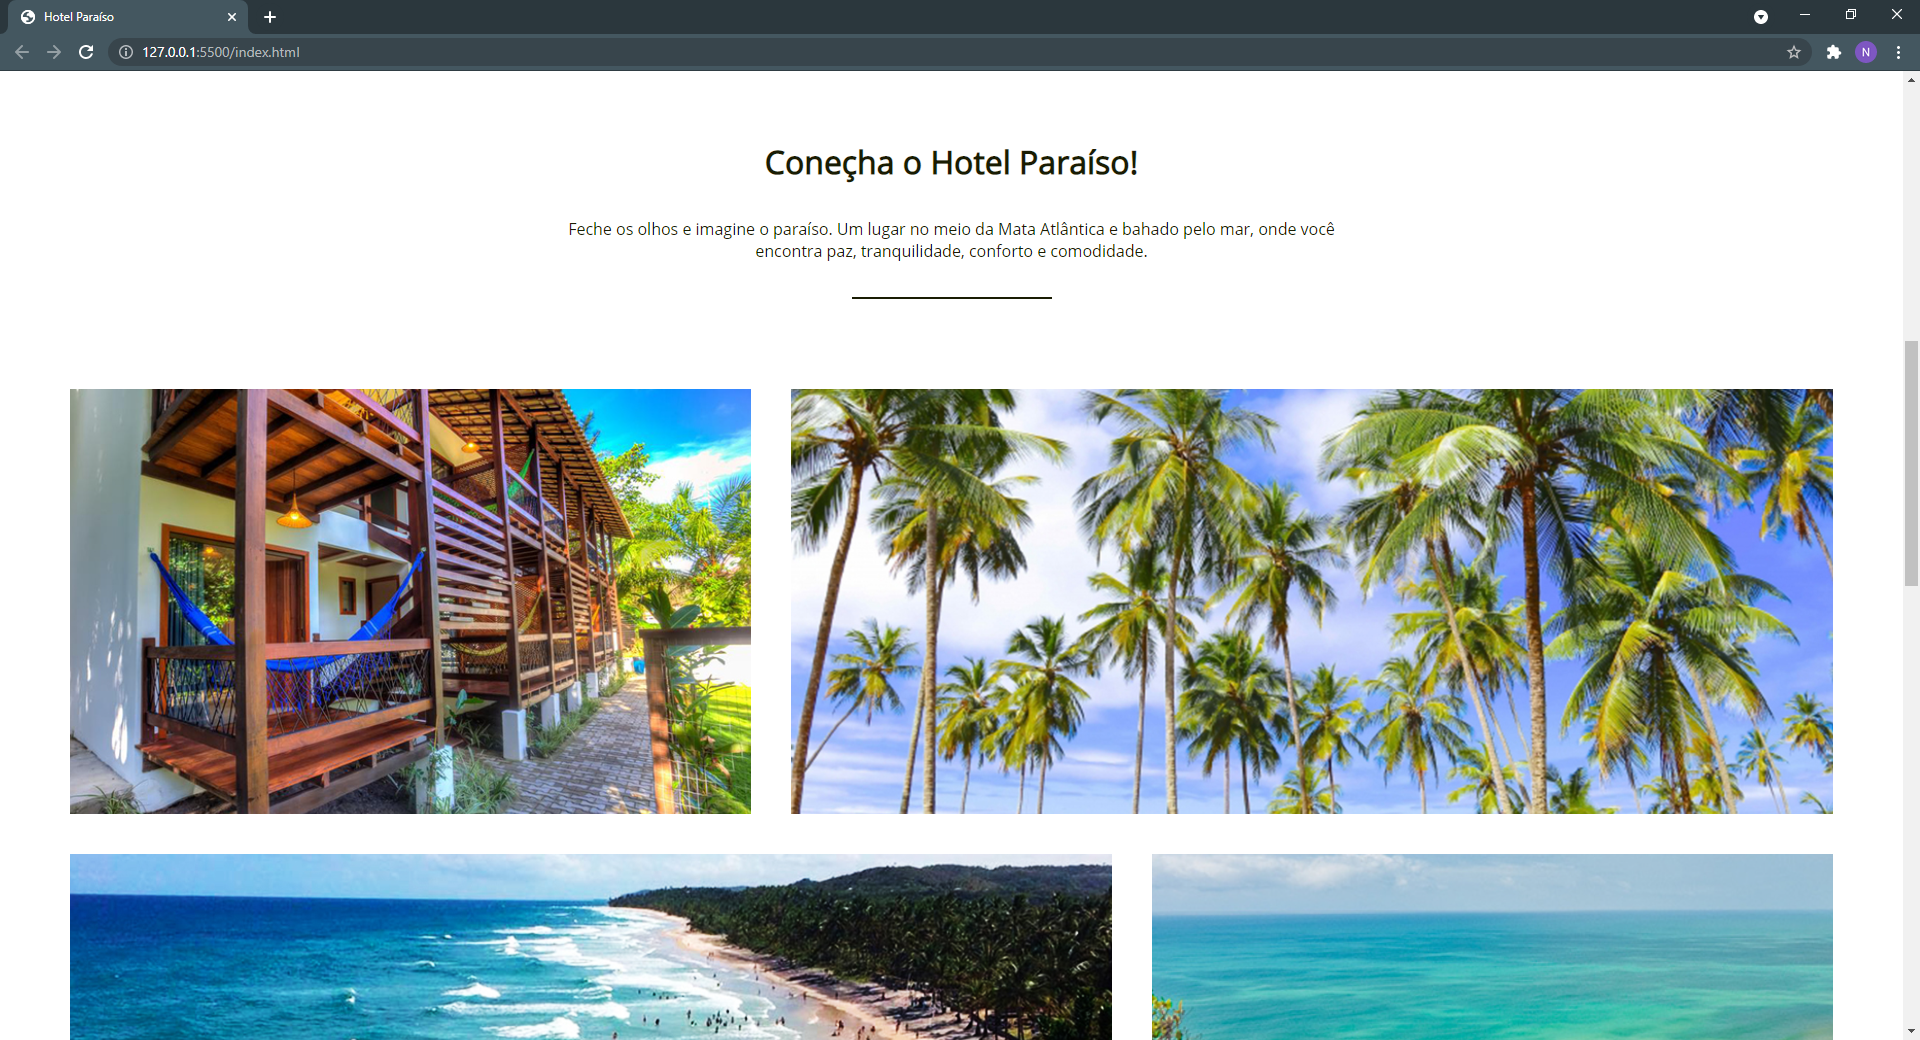 Hotel Paraíso
127.0.0.1:5500/index.html
N
Coneçha o Hotel Paraíso!
Feche os olhos e imagine o paraíso. Um lugar no meio da Mata Atlântica e bahado pelo mar, onde você
encontra paz, tranquilidade, conforto e comodidade.